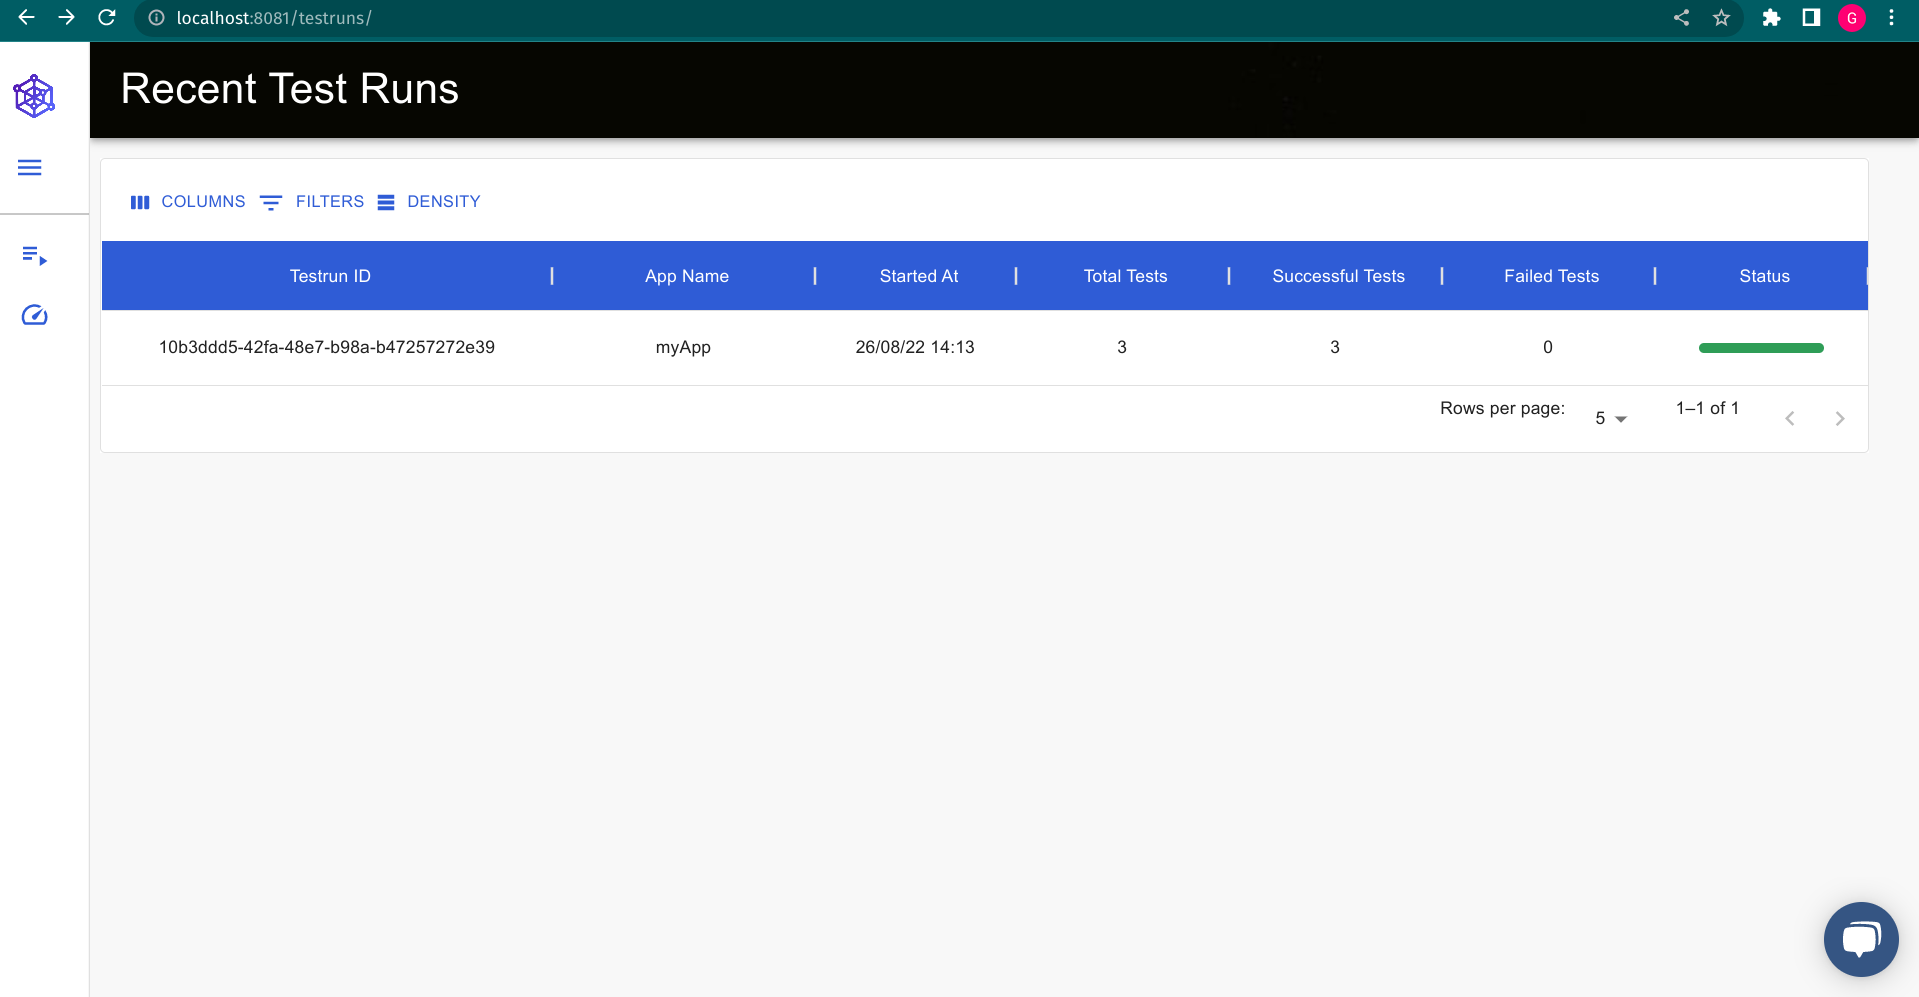 localhost:8081/testruns/
G
Recent Test Runs
COLUMNS FILTERS DENSITY
Testrun ID App Name Started At Total Tests Successful Tests Failed Tests Status
10b3ddd5-42fa-48e7-b98a-b47257272e39 myApp 26/08/22 14:13 3 3 0
Rows per page: 5 1–1 of 1